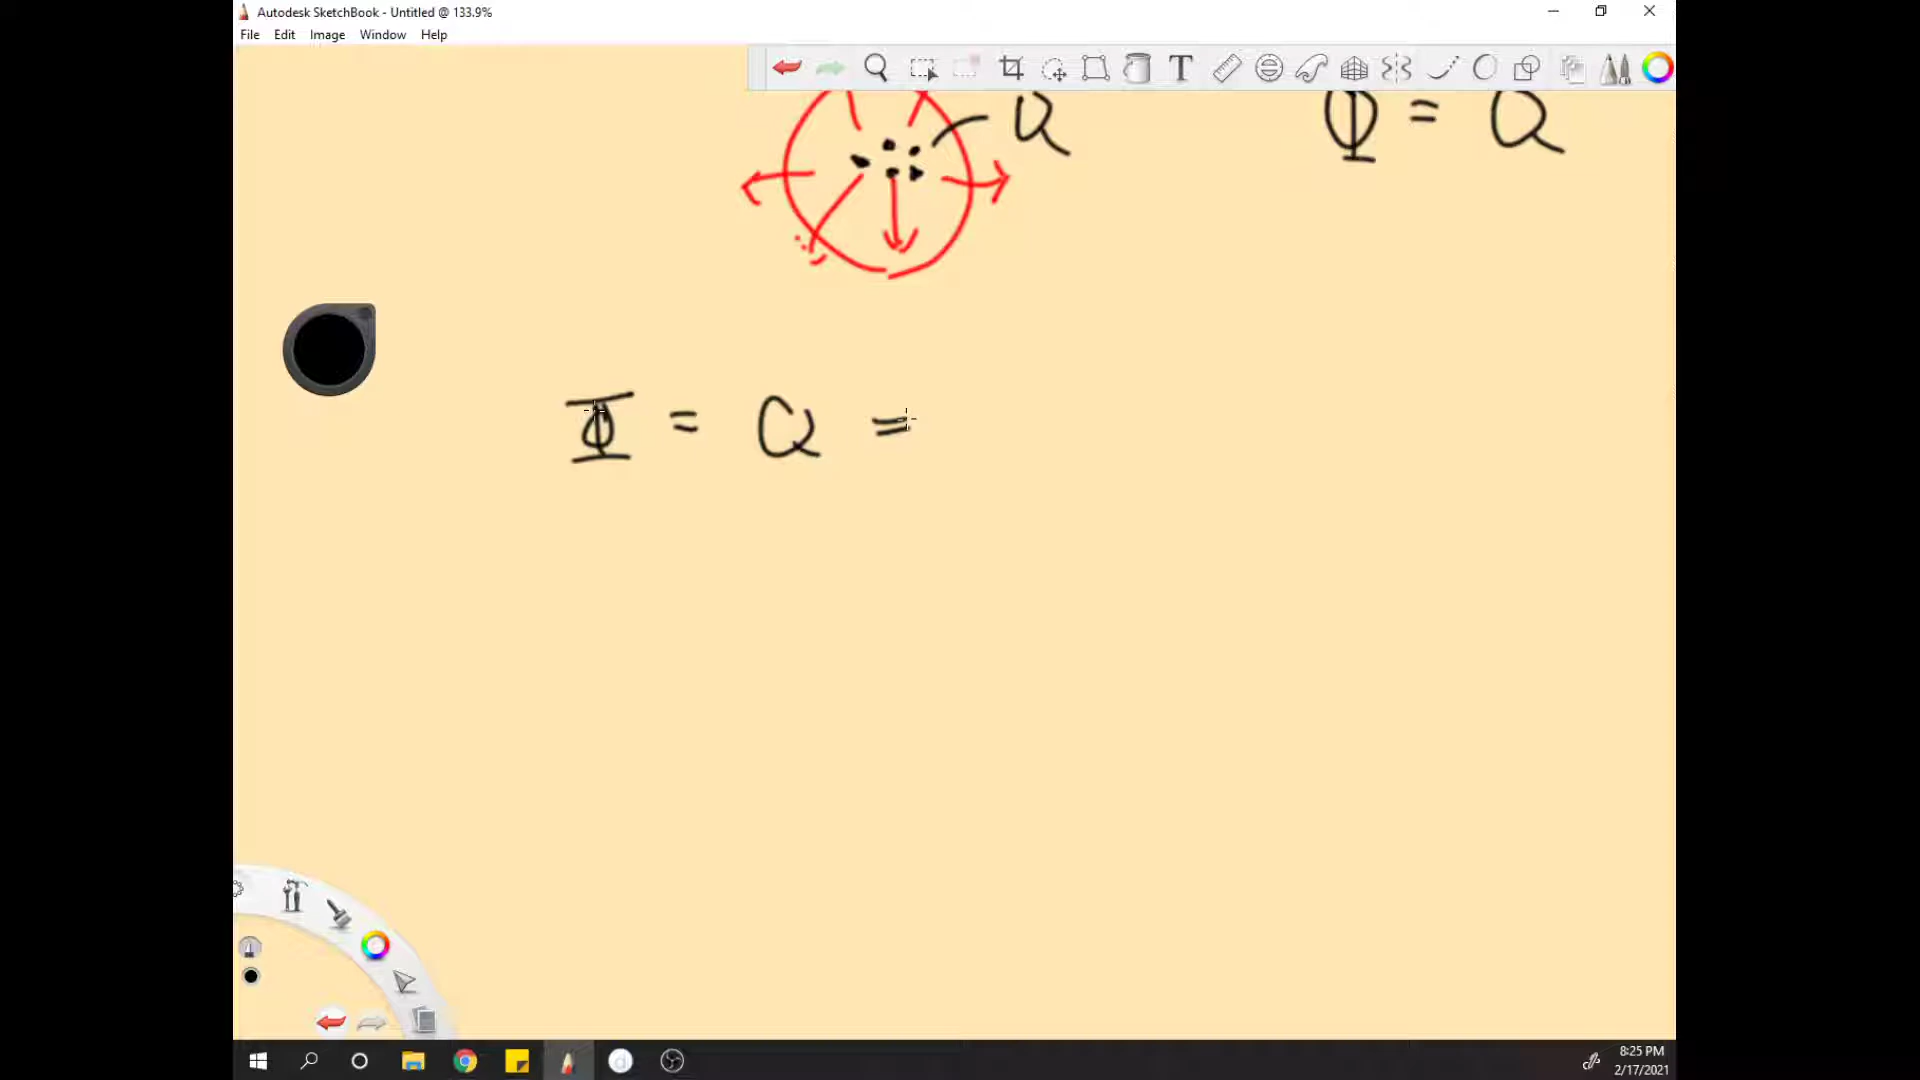 Autodesk SketchBook - Untitled @ 133.9%
File Edit Image Window Help
T
Q
Φ = Q
Φ = Q =
8:25 PM
2/17/2021